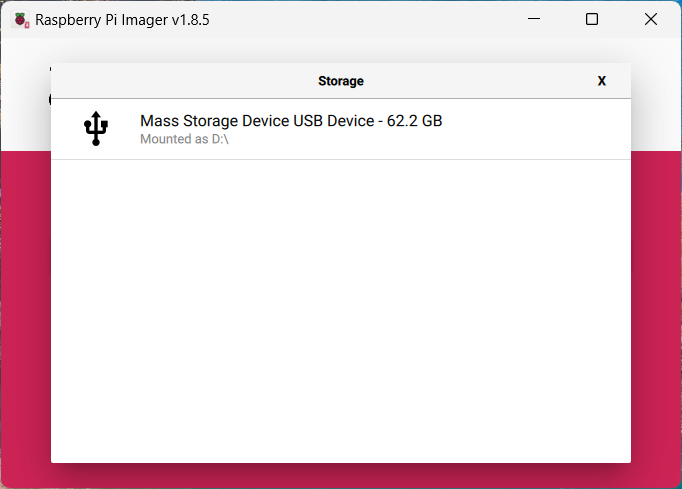 Raspberry Pi Imager v1.8.5
Storage
X
Mass Storage Device USB Device - 62.2 GB
Mounted as D:\